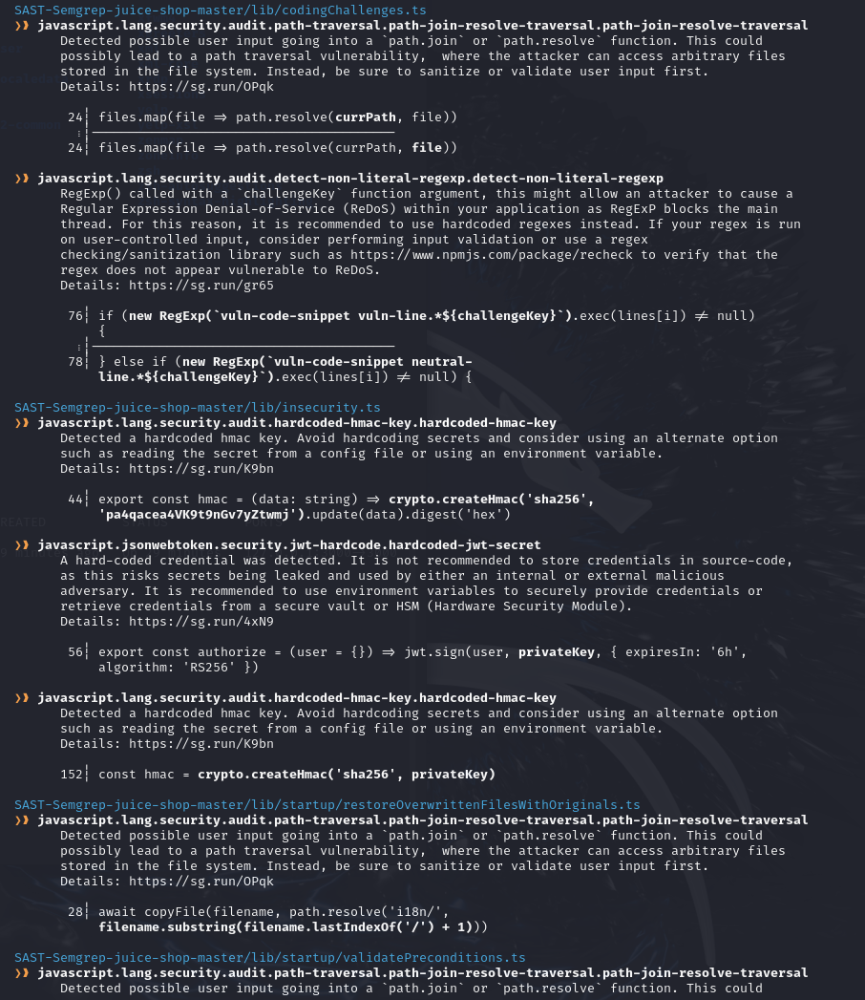 SAST-Semgrep-juice-shop-master/lib/codingChallenges.ts
❯❱ javascript.lang.security.audit.path-traversal.path-join-resolve-traversal.path-join-resolve-traversal
Detected possible user input going into a `path.join` or `path.resolve` function. This could
possibly lead to a path traversal vulnerability,  where the attacker can access arbitrary files
stored in the file system. Instead, be sure to sanitize or validate user input first.
Details: https://sg.run/OPqk
24┆ files.map(file => path.resolve(currPath, file))
⋮┆----------------------------------------
24┆ files.map(file => path.resolve(currPath, file))
❯❱ javascript.lang.security.audit.detect-non-literal-regexp.detect-non-literal-regexp
RegExp() called with a `challengeKey` function argument, this might allow an attacker to cause a
Regular Expression Denial-of-Service (ReDoS) within your application as RegExP blocks the main
thread. For this reason, it is recommended to use hardcoded regexes instead. If your regex is run
on user-controlled input, consider performing input validation or use a regex
checking/sanitization library such as https://www.npmjs.com/package/recheck to verify that the
regex does not appear vulnerable to ReDoS.
Details: https://sg.run/gr65
76┆ if (new RegExp(`vuln-code-snippet vuln-line.*${challengeKey}`).exec(lines[i]) != null)
{
⋮┆----------------------------------------
78┆ } else if (new RegExp(`vuln-code-snippet neutral-
line.*${challengeKey}`).exec(lines[i]) != null) {
SAST-Semgrep-juice-shop-master/lib/insecurity.ts
❯❱ javascript.lang.security.audit.hardcoded-hmac-key.hardcoded-hmac-key
Detected a hardcoded hmac key. Avoid hardcoding secrets and consider using an alternate option
such as reading the secret from a config file or using an environment variable.
Details: https://sg.run/K9bn
44┆ export const hmac = (data: string) => crypto.createHmac('sha256',
'pa4qacea4VK9t9nGv7yZtwmj').update(data).digest('hex')
❯❱ javascript.jsonwebtoken.security.jwt-hardcode.hardcoded-jwt-secret
A hard-coded credential was detected. It is not recommended to store credentials in source-code,
as this risks secrets being leaked and used by either an internal or external malicious
adversary. It is recommended to use environment variables to securely provide credentials or
retrieve credentials from a secure vault or HSM (Hardware Security Module).
Details: https://sg.run/4xN9
56┆ export const authorize = (user = {}) => jwt.sign(user, privateKey, { expiresIn: '6h',
algorithm: 'RS256' })
❯❱ javascript.lang.security.audit.hardcoded-hmac-key.hardcoded-hmac-key
Detected a hardcoded hmac key. Avoid hardcoding secrets and consider using an alternate option
such as reading the secret from a config file or using an environment variable.
Details: https://sg.run/K9bn
152┆ const hmac = crypto.createHmac('sha256', privateKey)
SAST-Semgrep-juice-shop-master/lib/startup/restoreOverwrittenFilesWithOriginals.ts
❯❱ javascript.lang.security.audit.path-traversal.path-join-resolve-traversal.path-join-resolve-traversal
Detected possible user input going into a `path.join` or `path.resolve` function. This could
possibly lead to a path traversal vulnerability,  where the attacker can access arbitrary files
stored in the file system. Instead, be sure to sanitize or validate user input first.
Details: https://sg.run/OPqk
28┆ await copyFile(filename, path.resolve('i18n/',
filename.substring(filename.lastIndexOf('/') + 1)))
SAST-Semgrep-juice-shop-master/lib/startup/validatePreconditions.ts
❯❱ javascript.lang.security.audit.path-traversal.path-join-resolve-traversal.path-join-resolve-traversal
Detected possible user input going into a `path.join` or `path.resolve` function. This could